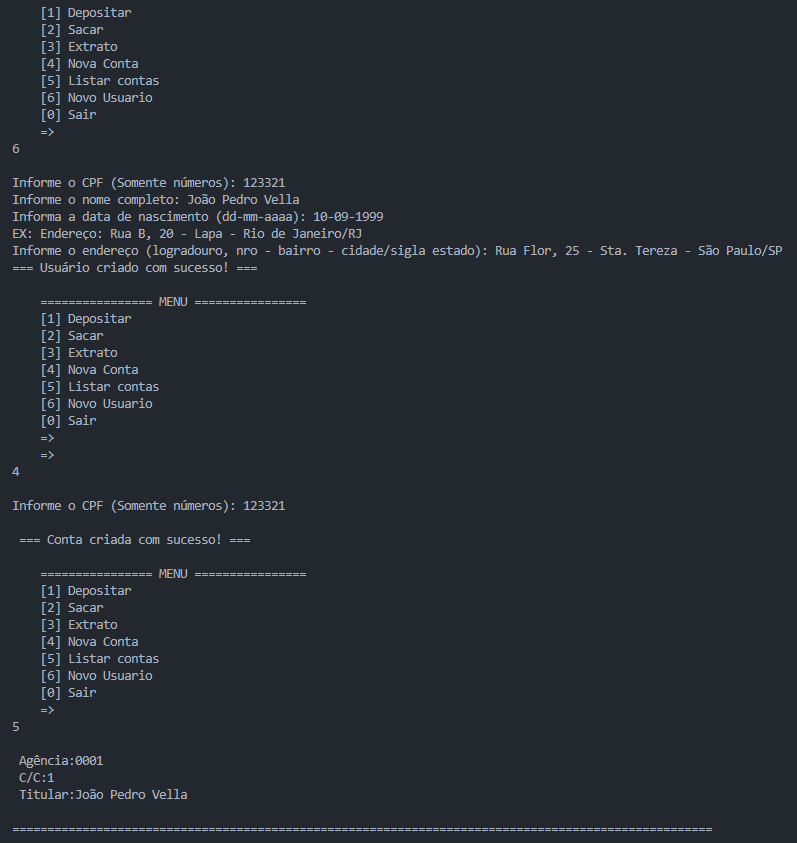 [1] Depositar
[2] Sacar
[3] Extrato
[4] Nova Conta
[5] Listar contas
[6] Novo Usuario
[0] Sair
=>
6
Informe o CPF (Somente números): 123321
Informe o nome completo: João Pedro Vella
Informa a data de nascimento (dd-mm-aaaa): 10-09-1999
EX: Endereço: Rua B, 20 - Lapa - Rio de Janeiro/RJ
Informe o endereço (logradouro, nro - bairro - cidade/sigla estado): Rua Flor, 25 - Sta. Tereza - São Paulo/SP
=== Usuário criado com sucesso! ===
================ MENU ================
[1] Depositar
[2] Sacar
[3] Extrato
[4] Nova Conta
[5] Listar contas
[6] Novo Usuario
[0] Sair
=>
=>
4
Informe o CPF (Somente números): 123321
=== Conta criada com sucesso! ===
================ MENU ================
[1] Depositar
[2] Sacar
[3] Extrato
[4] Nova Conta
[5] Listar contas
[6] Novo Usuario
[0] Sair
=>
5
Agência:0001
C/C:1
Titular:João Pedro Vella
====================================================================================================